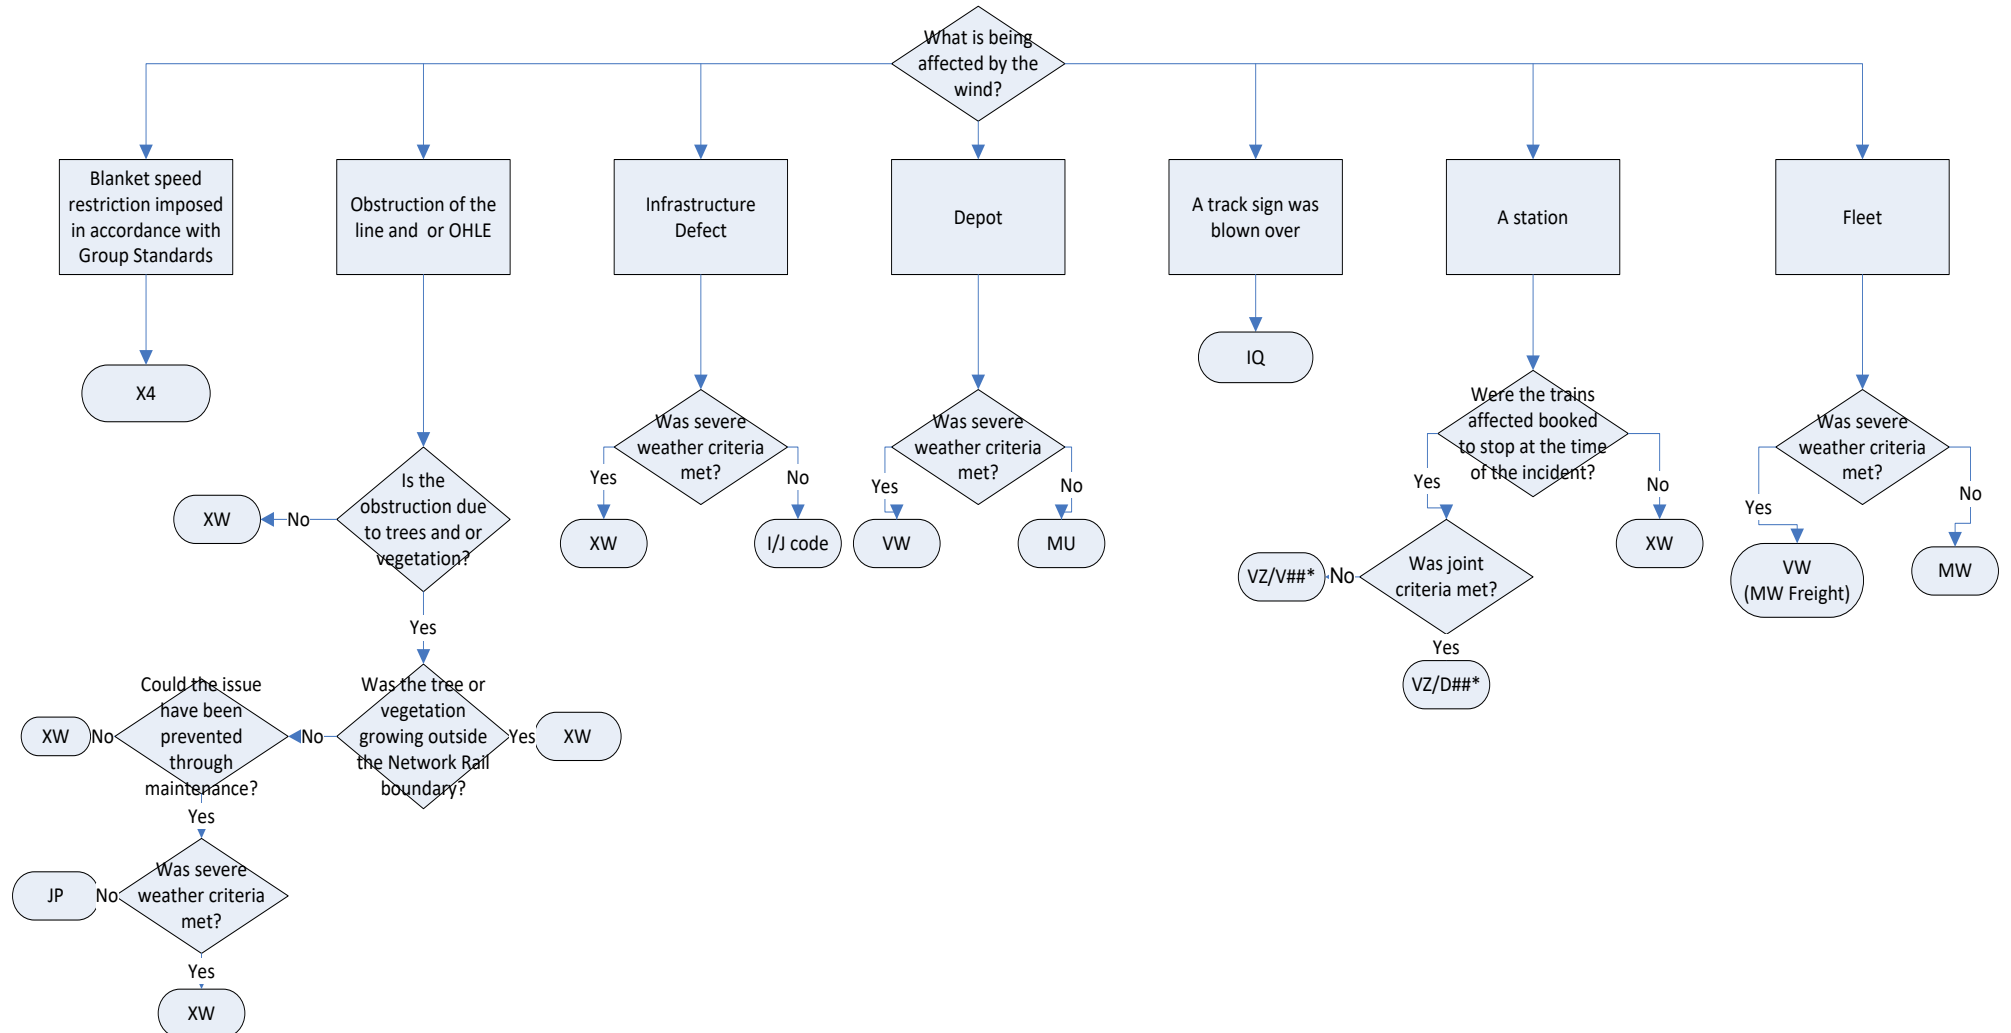 What is being
affected by the
wind?
Blanket speed
restriction imposed
in accordance with
Group Standards
Obstruction of the
line and  or OHLE
Infrastructure
Defect
Depot
A track sign was
blown over
A station
Fleet
X4
IQ
Was severe
weather criteria
met?
Yes
No
XW
I/J code
Was severe
weather criteria
met?
Yes
No
VW
MU
Were the trains
affected booked
to stop at the time
of the incident?
Yes
No
XW
Was joint
criteria met?
No
VZ/V##*
Yes
VZ/D##*
Was severe
weather criteria
met?
Yes
No
VW
(MW Freight)
MW
Is the
obstruction due
to trees and or
vegetation?
No
XW
Yes
Was the tree or
vegetation
growing outside
the Network Rail
boundary?
Yes
XW
No
Could the issue
have been
prevented
through
maintenance?
No
XW
Yes
Was severe
weather criteria
met?
No
JP
Yes
XW